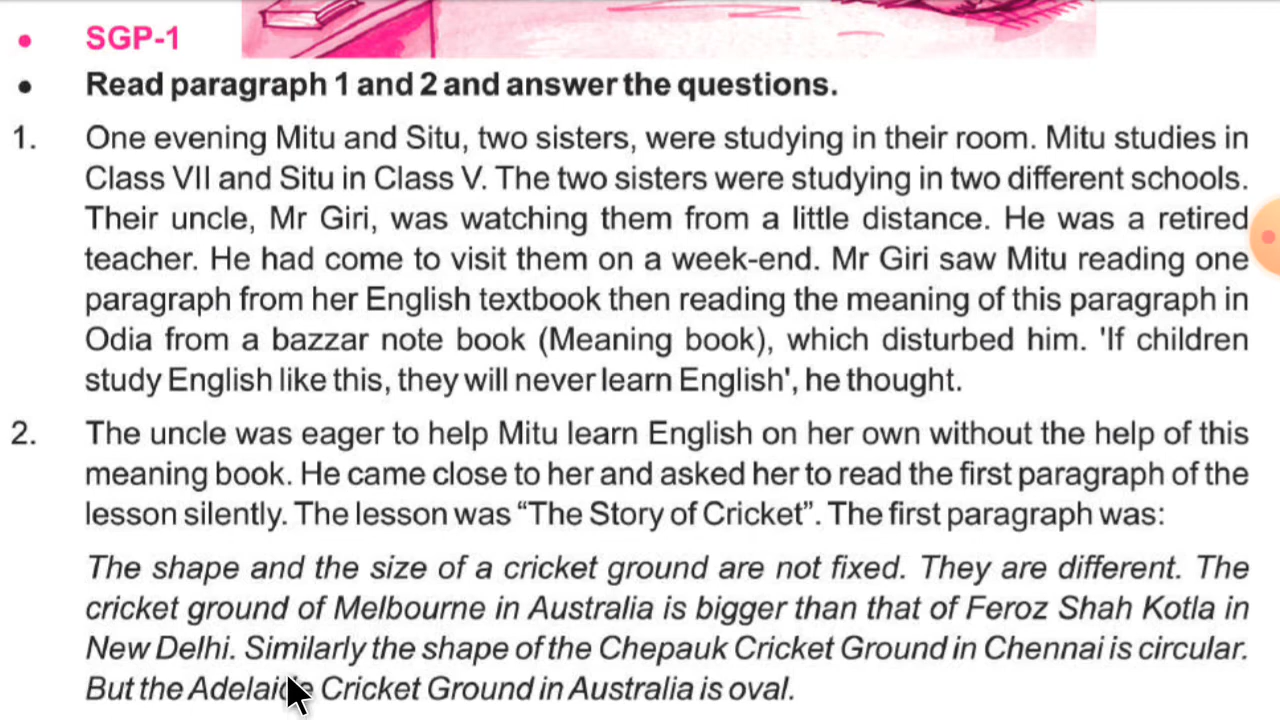 • SGP-1
• Read paragraph 1 and 2 and answer the questions.
1. One evening Mitu and Situ, two sisters, were studying in their room. Mitu studies in
Class VII and Situ in Class V. The two sisters were studying in two different schools.
Their uncle, Mr Giri, was watching them from a little distance. He was a retired
teacher. He had come to visit them on a week-end. Mr Giri saw Mitu reading one
paragraph from her English textbook then reading the meaning of this paragraph in
Odia from a bazzar note book (Meaning book), which disturbed him. 'If children
study English like this, they will never learn English', he thought.
2. The uncle was eager to help Mitu learn English on her own without the help of this
meaning book. He came close to her and asked her to read the first paragraph of the
lesson silently. The lesson was “The Story of Cricket”. The first paragraph was:
The shape and the size of a cricket ground are not fixed. They are different. The
cricket ground of Melbourne in Australia is bigger than that of Feroz Shah Kotla in
New Delhi. Similarly the shape of the Chepauk Cricket Ground in Chennai is circular.
But the Adelaide Cricket Ground in Australia is oval.